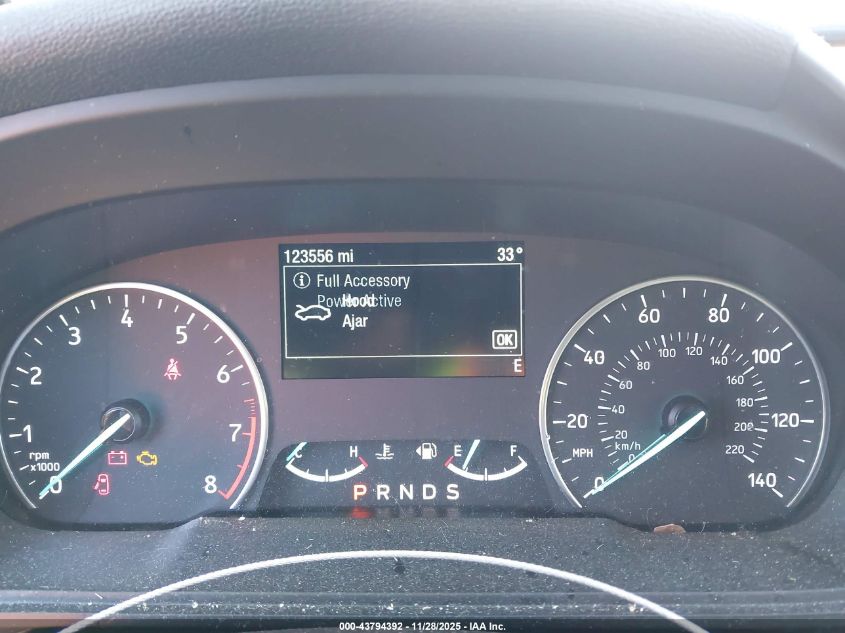 123556 mi 33°
Full Accessory
Power Active
Hood
Ajar
OK
E
0 1 2 3 4 5 6 7 8
rpm
x1000
C H
E F
P R N D S
0 20 40 60 80 100 120 140
MPH
0 20 40 60 80 100 120 140 160 180 200 220
km/h
000-43794392 - 11/28/2025 - IAA Inc.